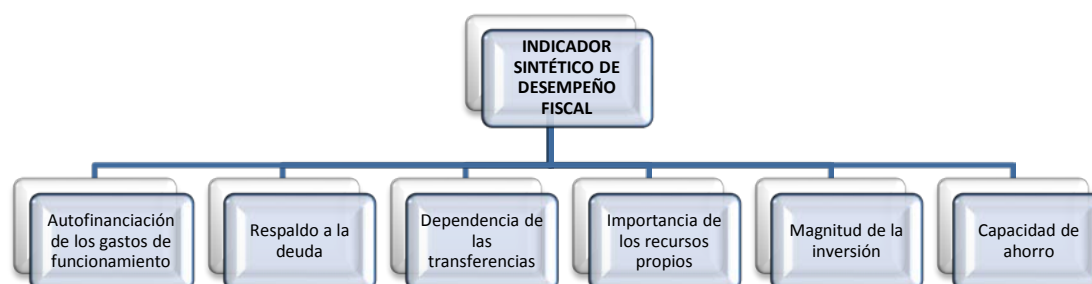 INDICADOR
SINTÉTICO DE
DESEMPEÑO
FISCAL
Autofinanciación
de los gastos de
funcionamiento
Respaldo a la
deuda
Dependencia de
las
transferencias
Importancia de
los recursos
propios
Magnitud de la
inversión
Capacidad de
ahorro